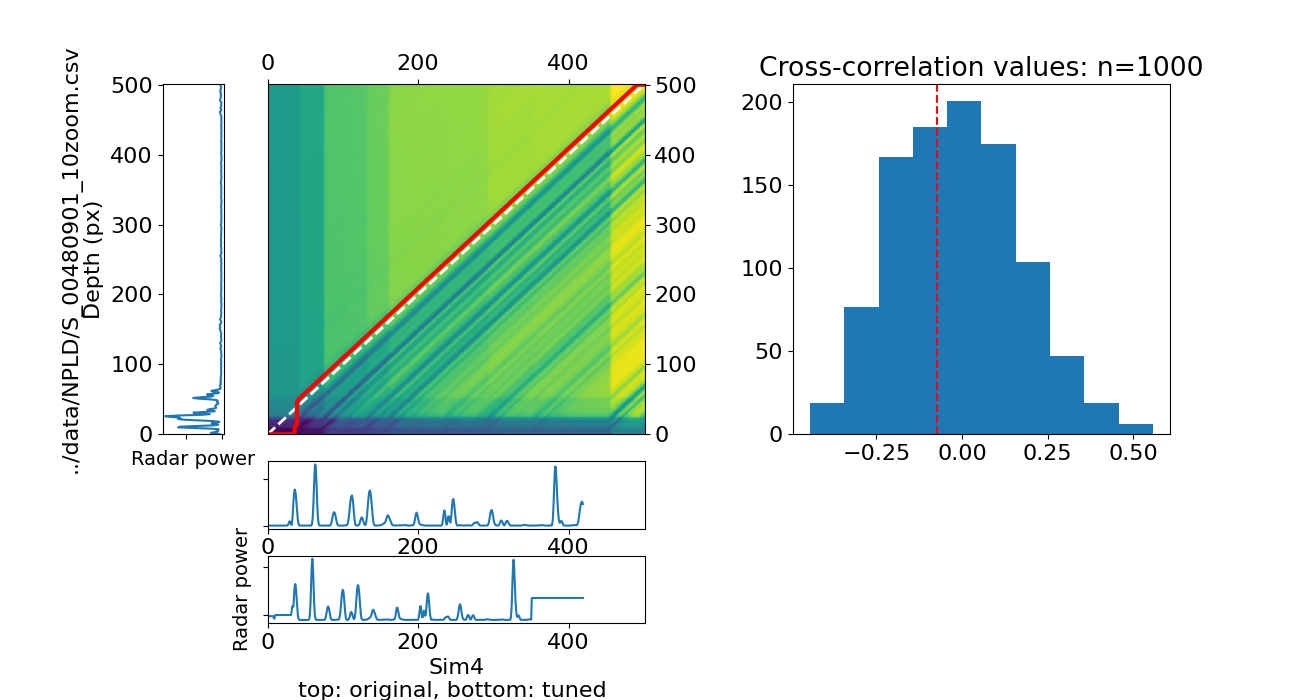 ../data/NPLD/S_00480901_10zoom.csv
Depth (px)
500
400
300
200
100
0
Radar power
0 200 400
500
400
300
200
100
0
0 200 400
Radar power
0 200 400
Sim4
top: original, bottom: tuned
Cross-correlation values: n=1000
200
150
100
50
0
−0.25 0.00 0.25 0.50